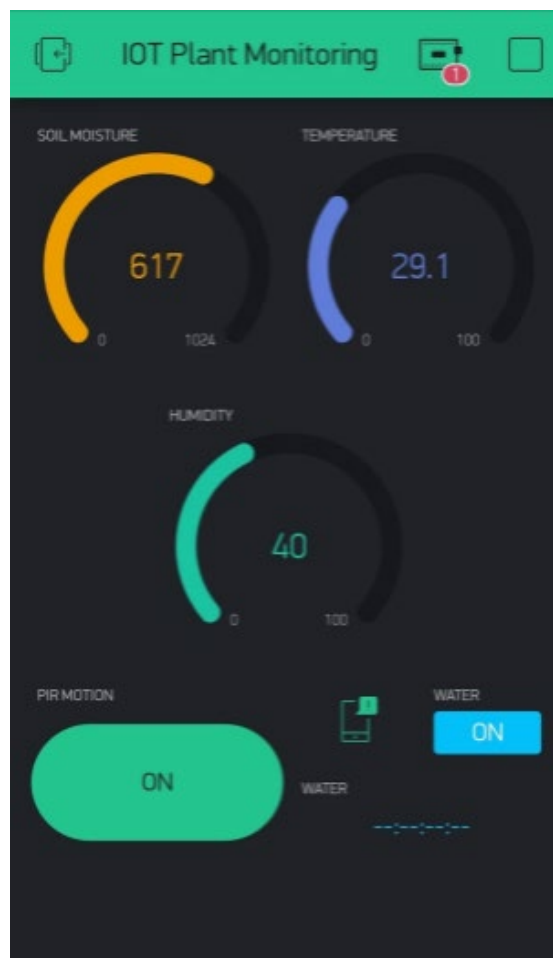 IOT Plant Monitoring
1
SOIL MOISTURE
TEMPERATURE
617
29.1
0 1024
0 100
HUMIDITY
40
0 100
PIR MOTION
WATER
ON
ON
WATER
--:--:--:--